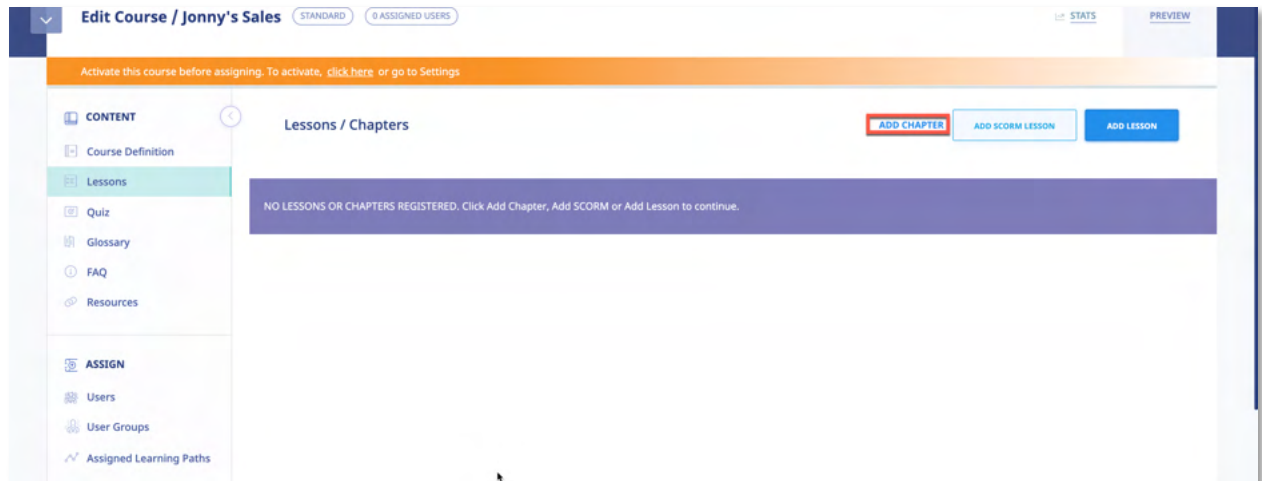 Edit Course / Jonny's Sales STANDARD 0 ASSIGNED USERS STATS PREVIEW
Activate this course before assigning. To activate, click here or go to Settings
CONTENT
Course Definition
Lessons
Quiz
Glossary
FAQ
Resources
ASSIGN
Users
User Groups
Assigned Learning Paths
Lessons / Chapters ADD CHAPTER ADD SCORM LESSON ADD LESSON
NO LESSONS OR CHAPTERS REGISTERED. Click Add Chapter, Add SCORM or Add Lesson to continue.